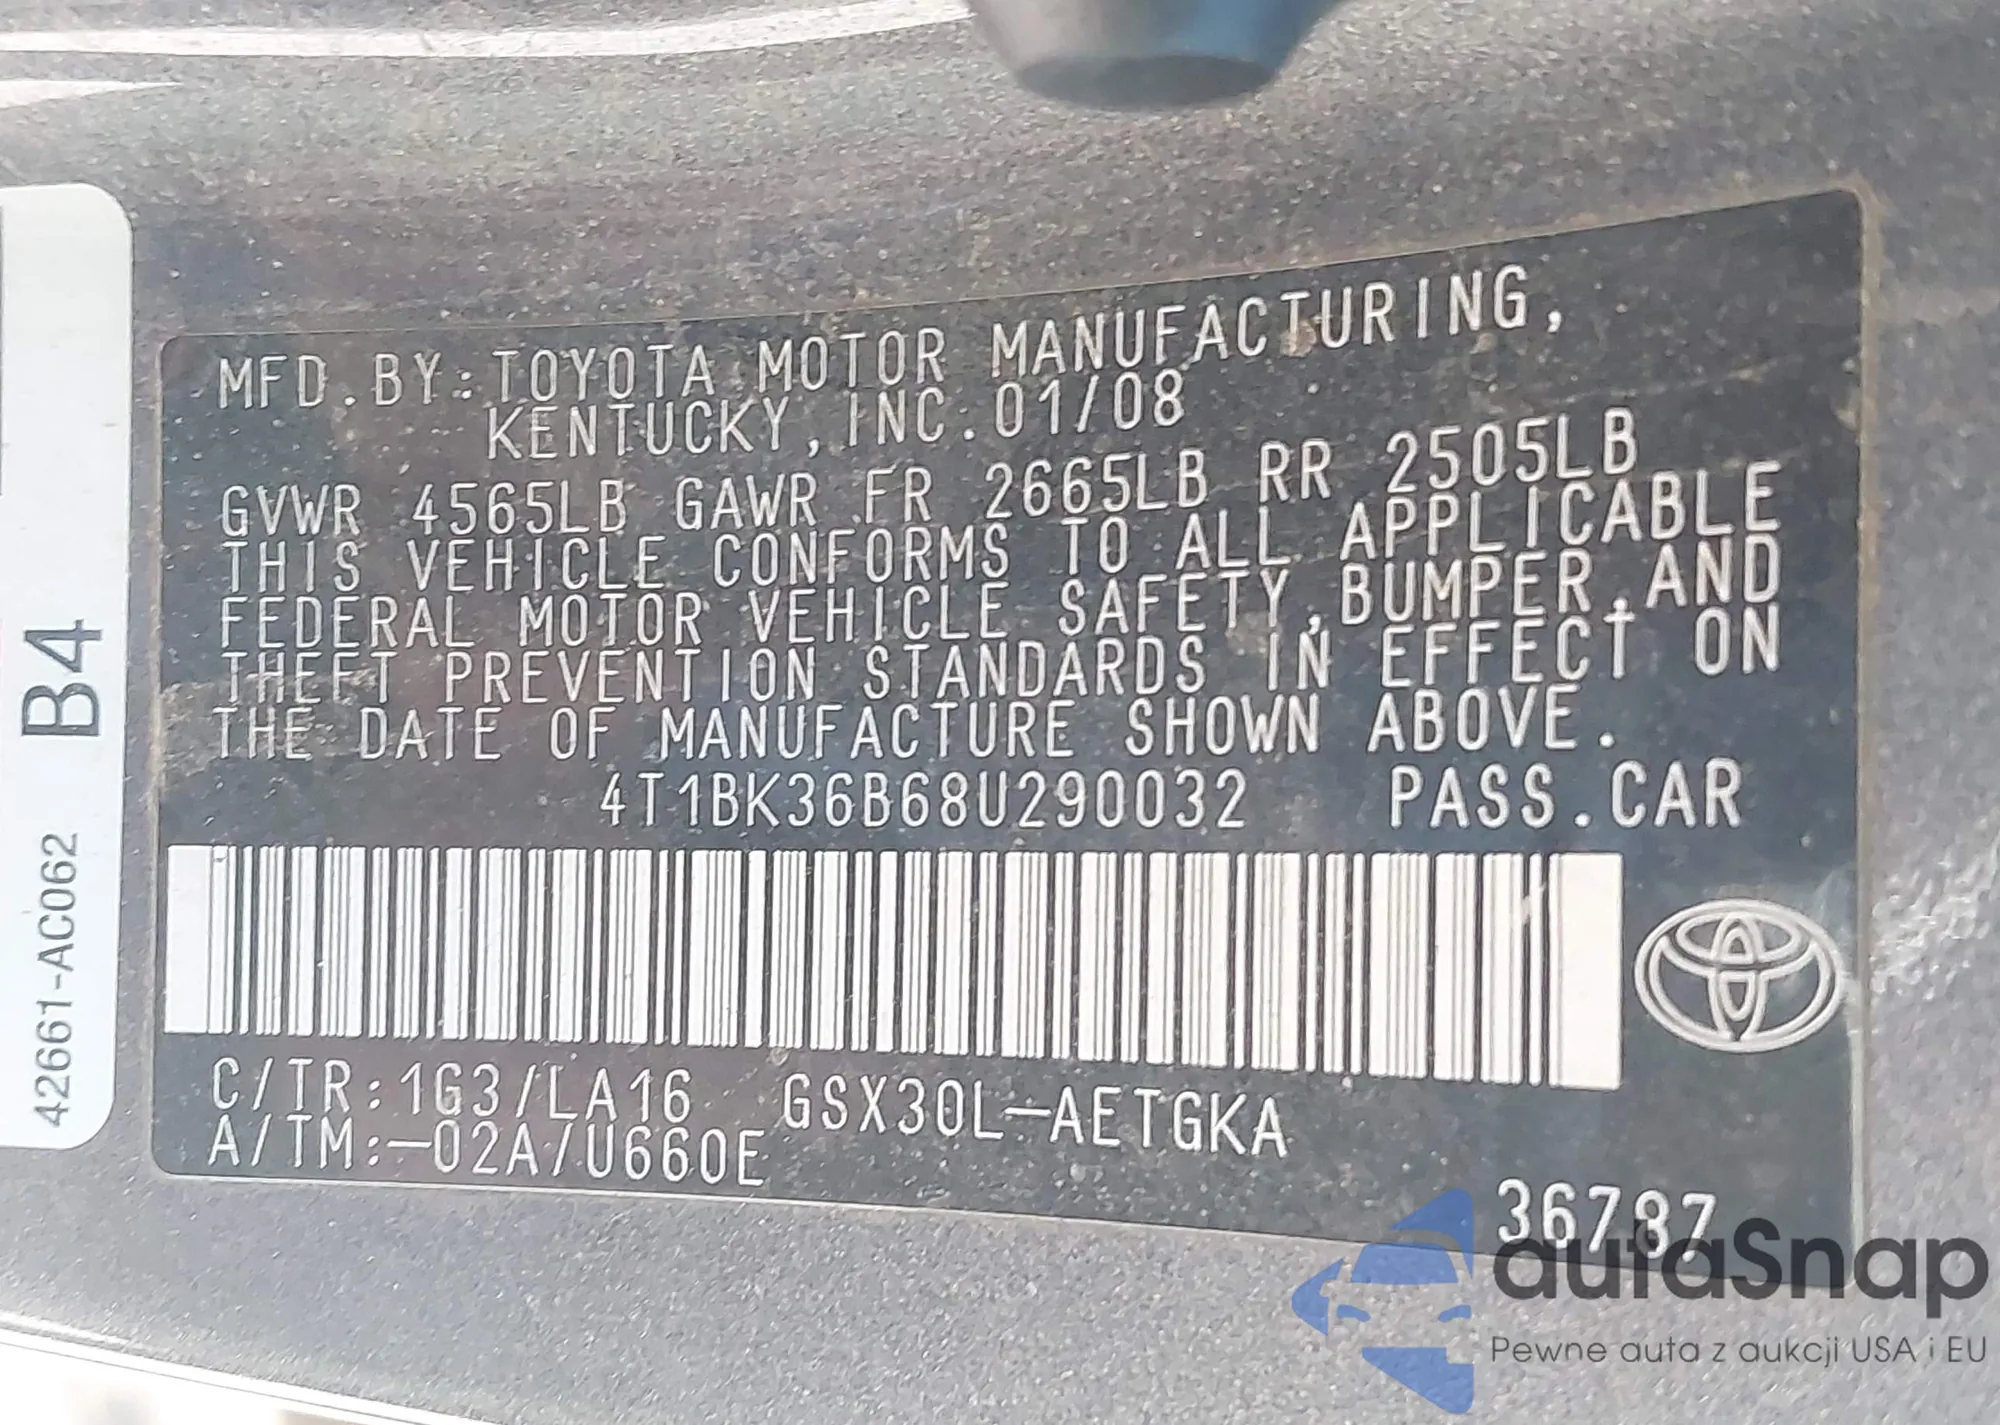 MFD.BY:TOYOTA MOTOR MANUFACTURING,
KENTUCKY,INC.01/08
GVWR 4565LB GAWR FR 2665LB RR 2505LB
THIS VEHICLE CONFORMS TO ALL APPLICABLE
FEDERAL MOTOR VEHICLE SAFETY,BUMPER,AND
THEFT PREVENTION STANDARDS IN EFFECT ON
THE DATE OF MANUFACTURE SHOWN ABOVE.
4T1BK36B68U290032 PASS.CAR
C/TR:1G3/LA16 GSX30L-AETGKA
A/TM:-02A/U660E
36787
42661-AC062 B4
autaSnap
Pewne auta z aukcji USA i EU